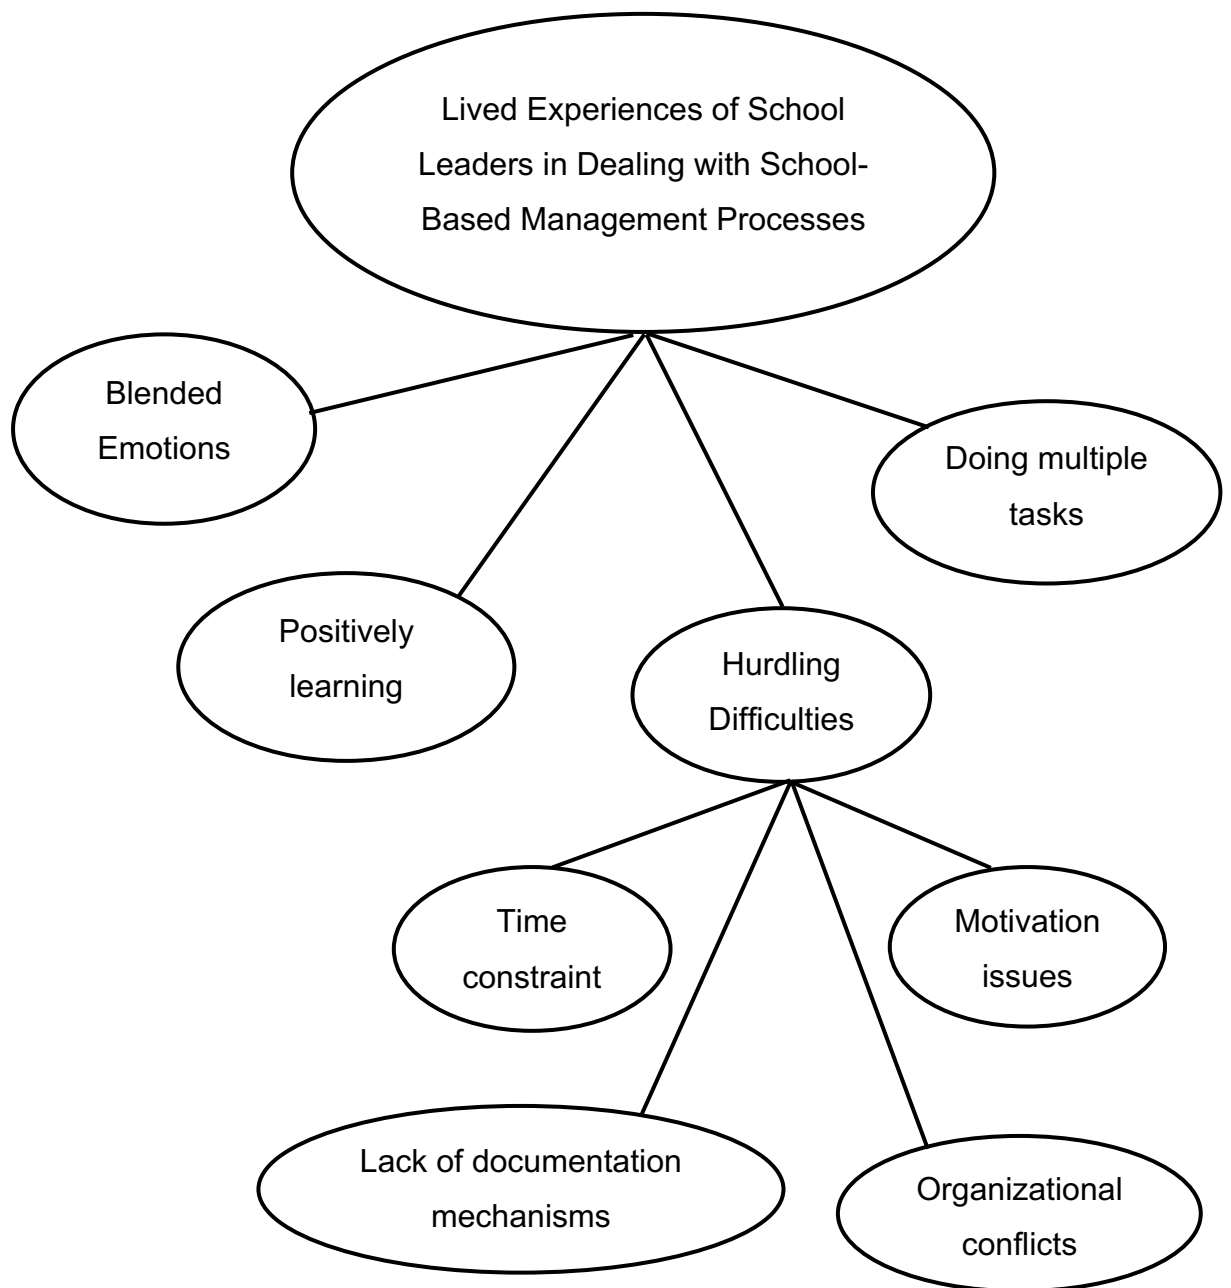 Lived Experiences of School
Leaders in Dealing with School-
Based Management Processes
Blended
Emotions
Doing multiple
tasks
Positively
learning
Hurdling
Difficulties
Time
constraint
Motivation
issues
Lack of documentation
mechanisms
Organizational
conflicts